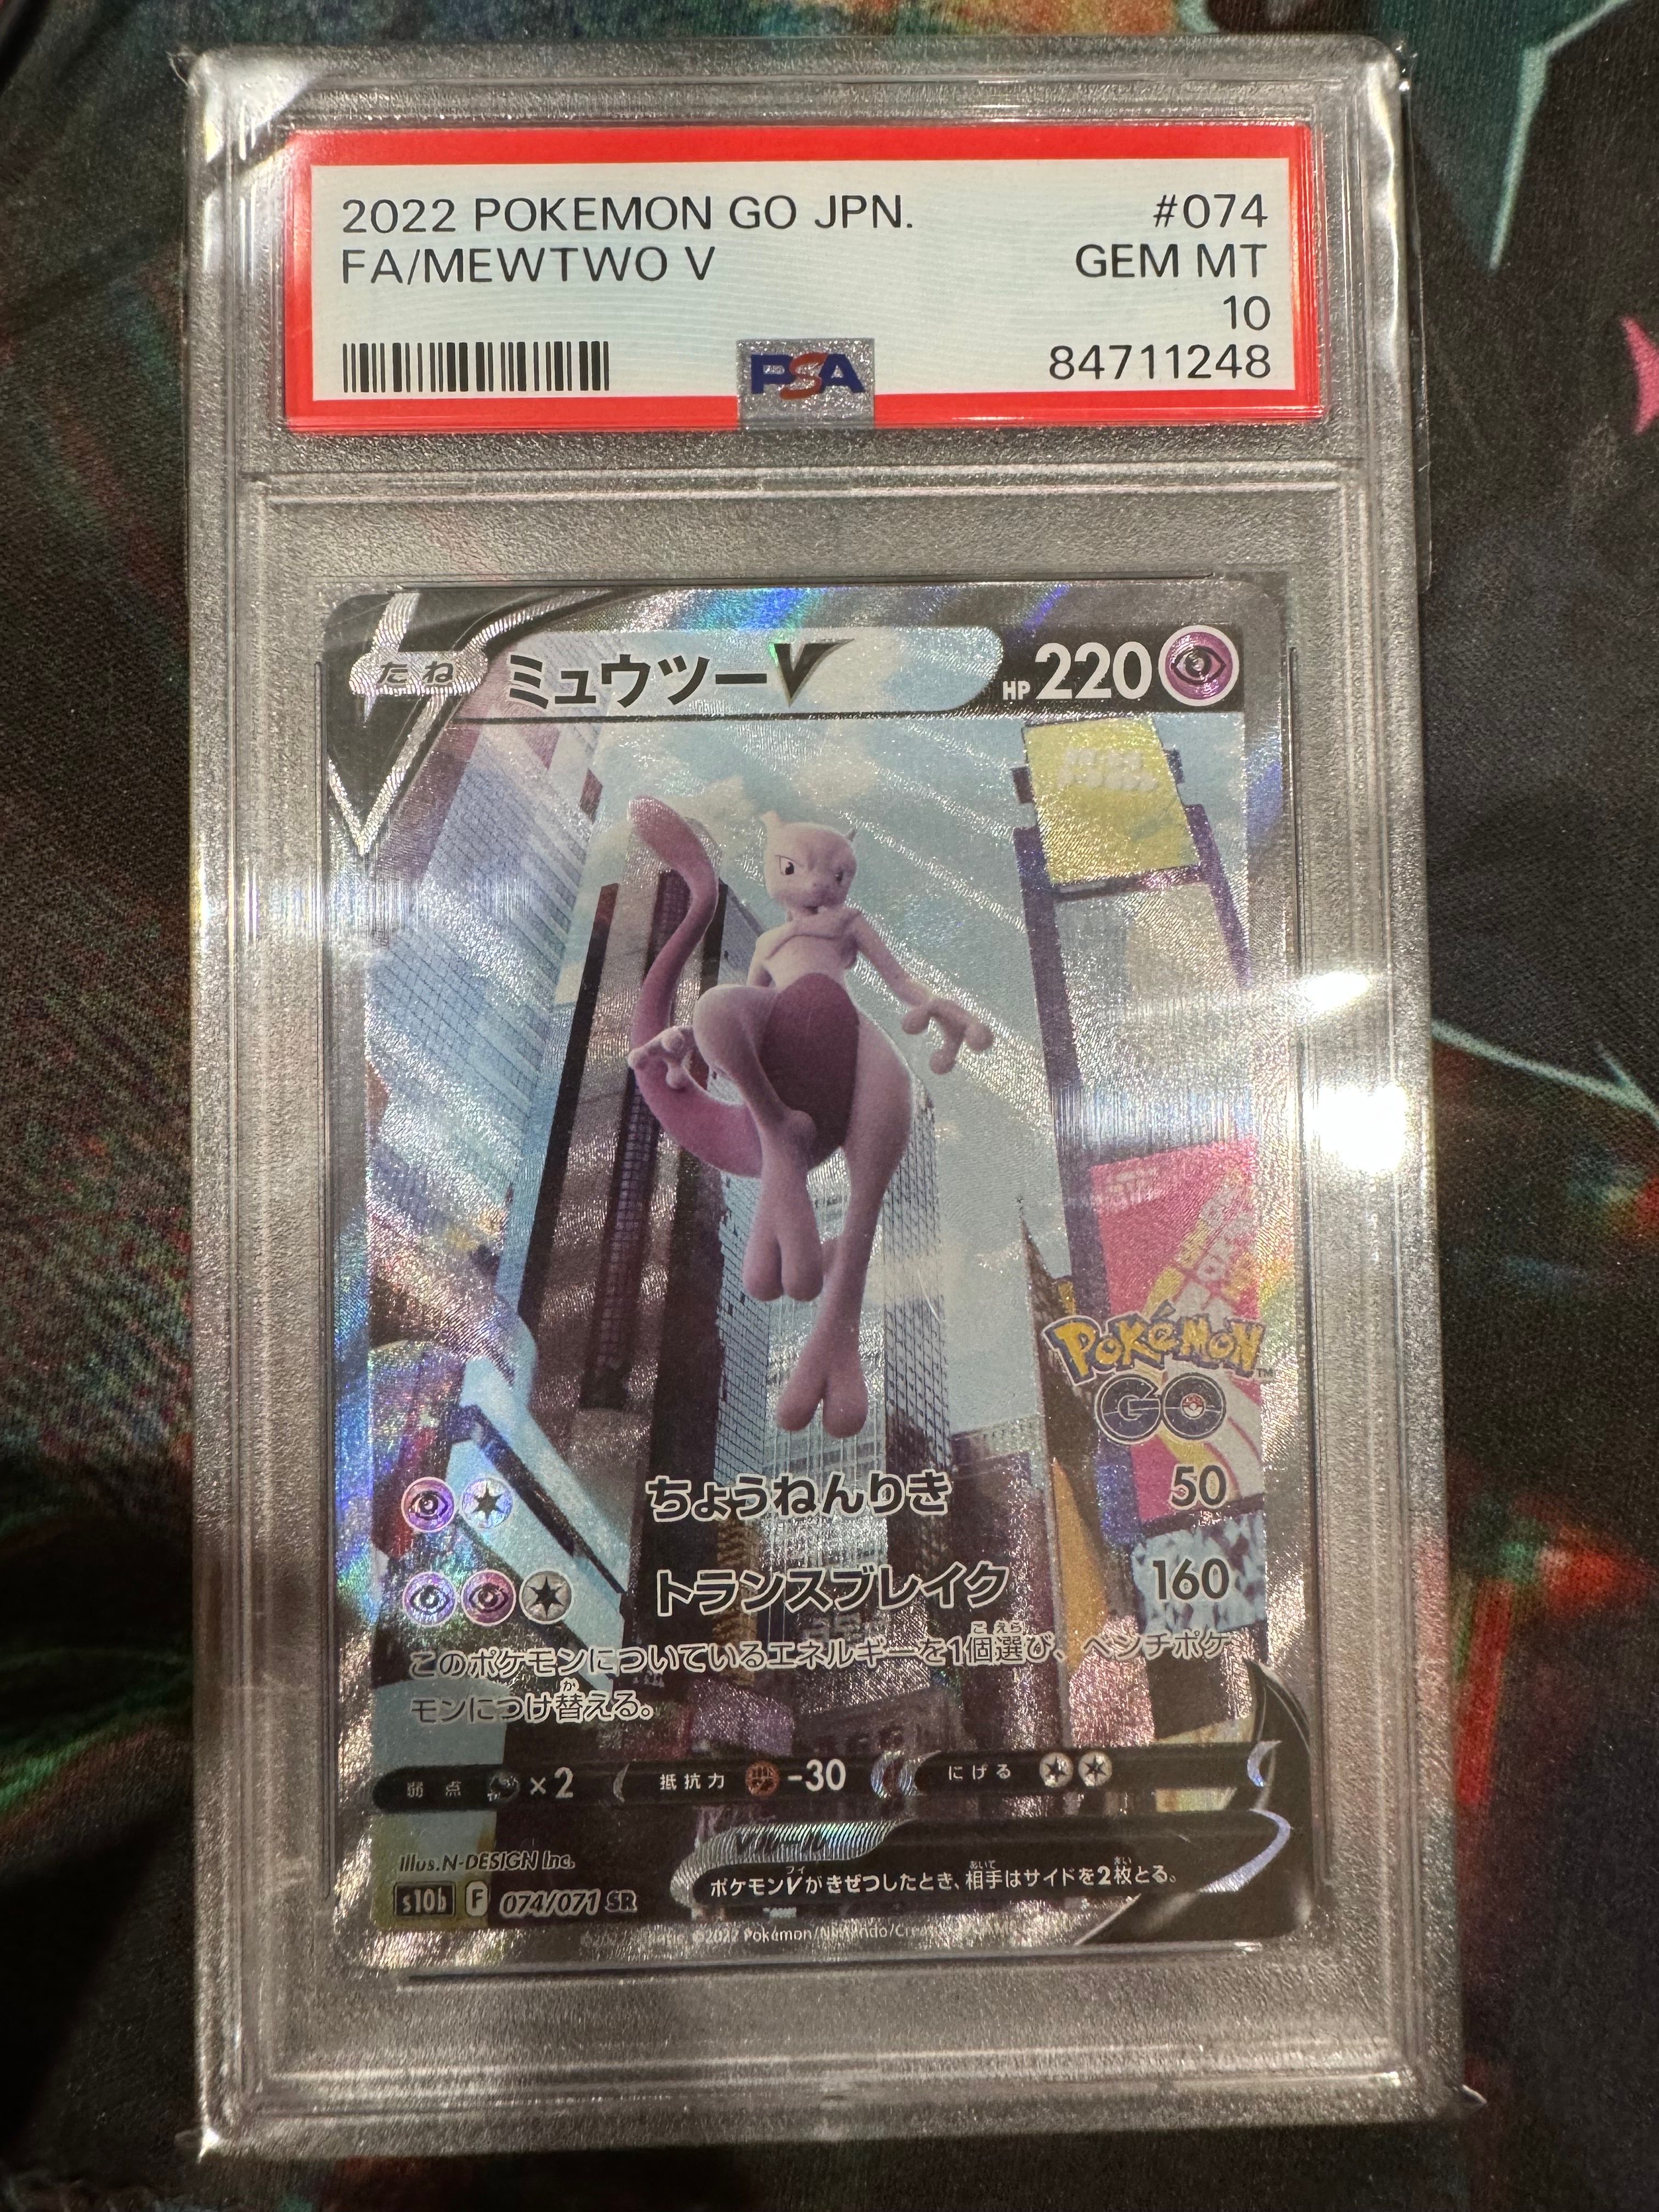 2022 POKEMON GO JPN. #074
FA/MEWTWO V GEM MT
10
PSA 84711248
たね ミュウツーV HP 220
POKéMON™
GO
ちょうねんりき 50
トランスブレイク 160
このポケモンについているエネルギーを1個選び、ベンチポケ
モンにつけ替える。
弱点 ×2 抵抗力 -30 にげる
Vルール
ポケモンVがきぜつしたとき、相手はサイドを2枚とる。
Illus.N-DESIGN Inc.
s10b F 074/071 SR
©2022 Pokémon/Nintendo/